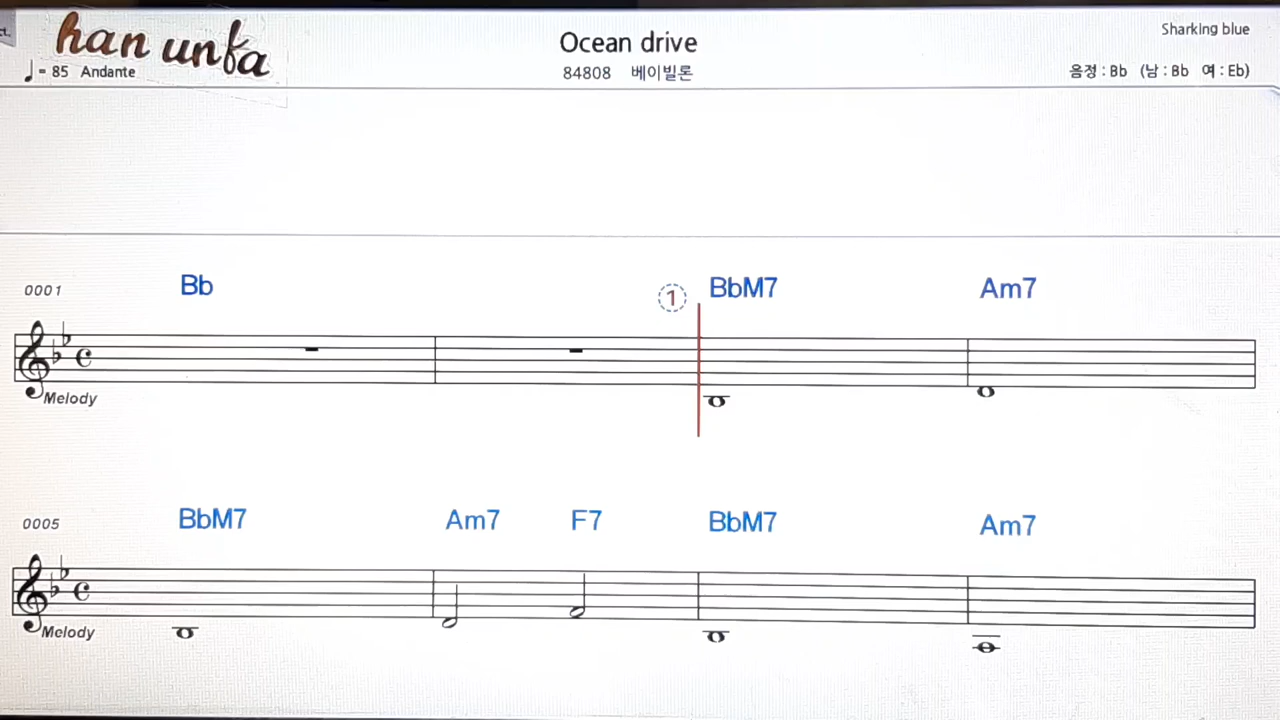 ct.
han unfa
♩ = 85 Andante
Ocean drive
84808 베이빌론
Sharking blue
음정 : Bb (남 : Bb 여 : Eb)
0001 Bb 1 BbM7 Am7
Melody
0005 BbM7 Am7 F7 BbM7 Am7
Melody